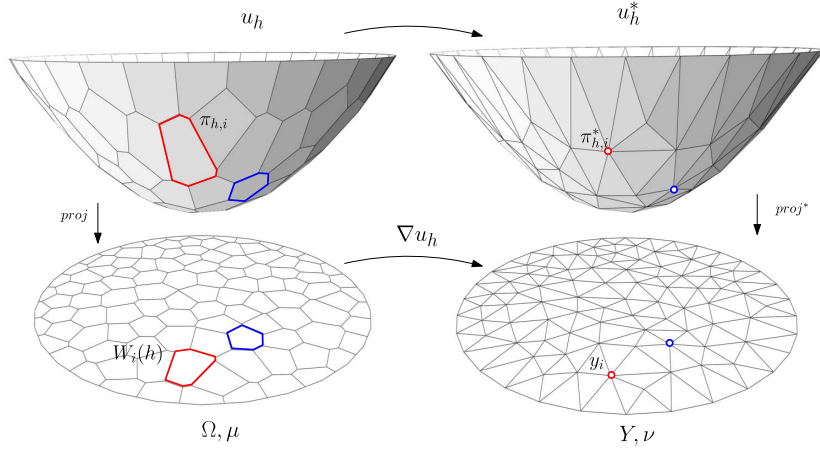 u_h u_h^*
π_{h,i} π_{h,i}^*
proj proj*
∇u_h
W_i(h) y_i
Ω, μ Y, ν